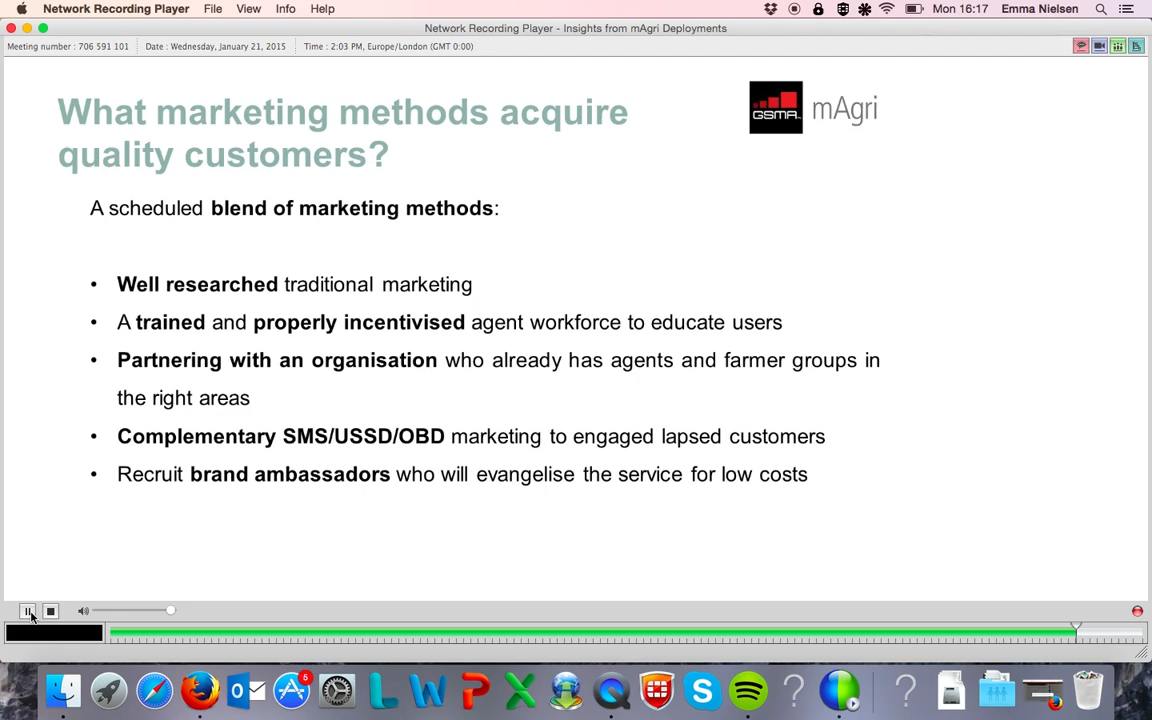 Network Recording Player File View Info Help Mon 16:17 Emma Nielsen
Network Recording Player - Insights from mAgri Deployments
Meeting number : 706 591 101 Date : Wednesday, January 21, 2015 Time : 2:03 PM, Europe/London (GMT 0:00)
What marketing methods acquire
quality customers?
GSMA mAgri
A scheduled blend of marketing methods:
• Well researched traditional marketing
• A trained and properly incentivised agent workforce to educate users
• Partnering with an organisation who already has agents and farmer groups in
the right areas
• Complementary SMS/USSD/OBD marketing to engaged lapsed customers
• Recruit brand ambassadors who will evangelise the service for low costs
5